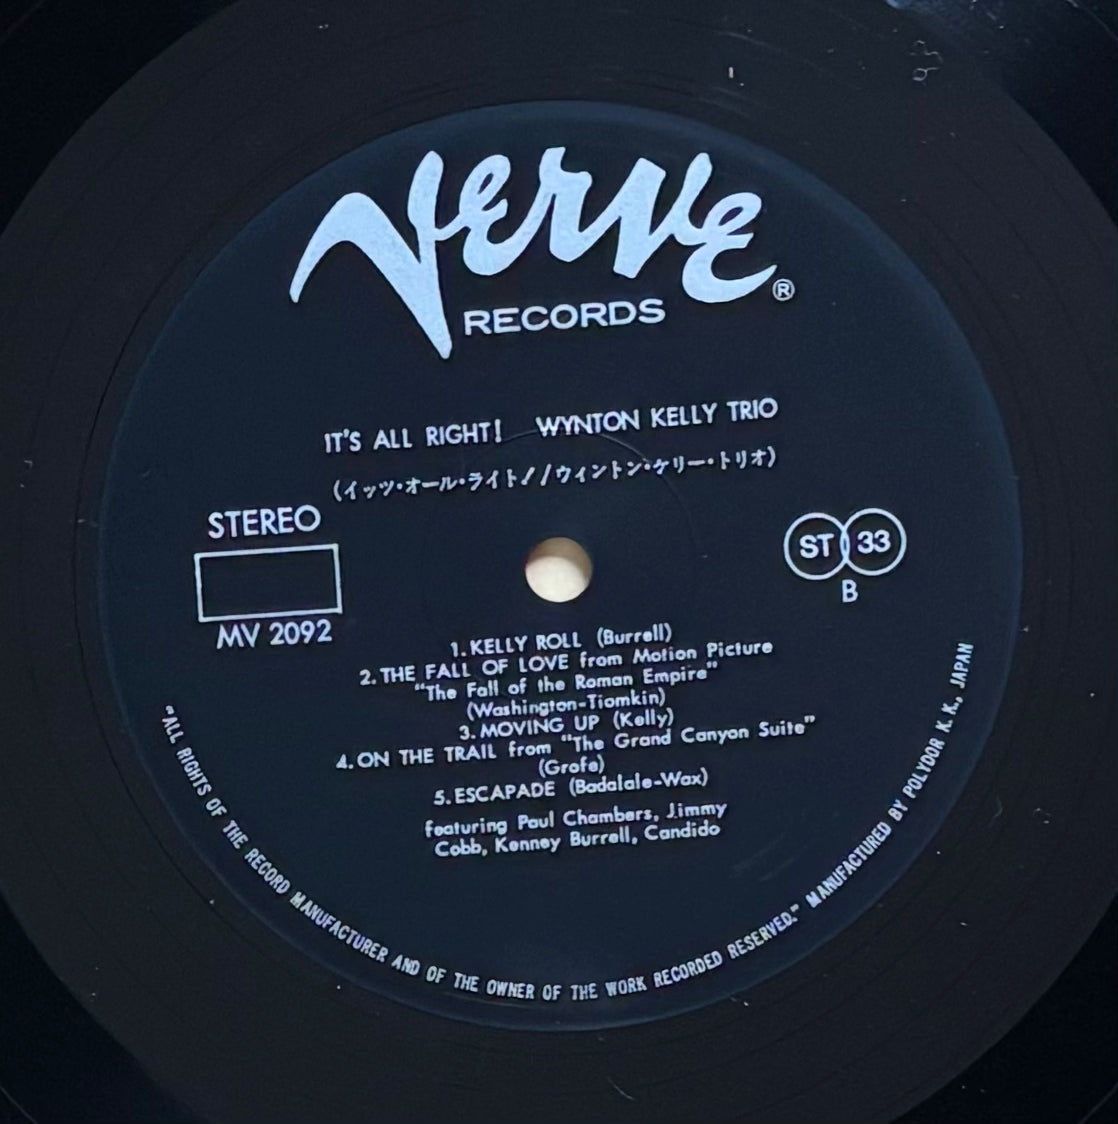 Verve®
RECORDS
IT'S ALL RIGHT! WYNTON KELLY TRIO
(イッツ・オール・ライト!/ウィントン・ケリー・トリオ)
STEREO
MV 2092
ST 33
B
1. KELLY ROLL (Burrell)
2. THE FALL OF LOVE from Motion Picture
"The Fall of the Roman Empire"
(Washington-Tiomkin)
3. MOVING UP (Kelly)
4. ON THE TRAIL from "The Grand Canyon Suite"
(Grofe)
5. ESCAPADE (Badalale-Wax)
featuring Paul Chambers, Jimmy
Cobb, Kenney Burrell, Candido
"ALL RIGHTS OF THE RECORD MANUFACTURER AND OF THE OWNER OF THE WORK RECORDED RESERVED." MANUFACTURED BY POLYDOR K. K., JAPAN